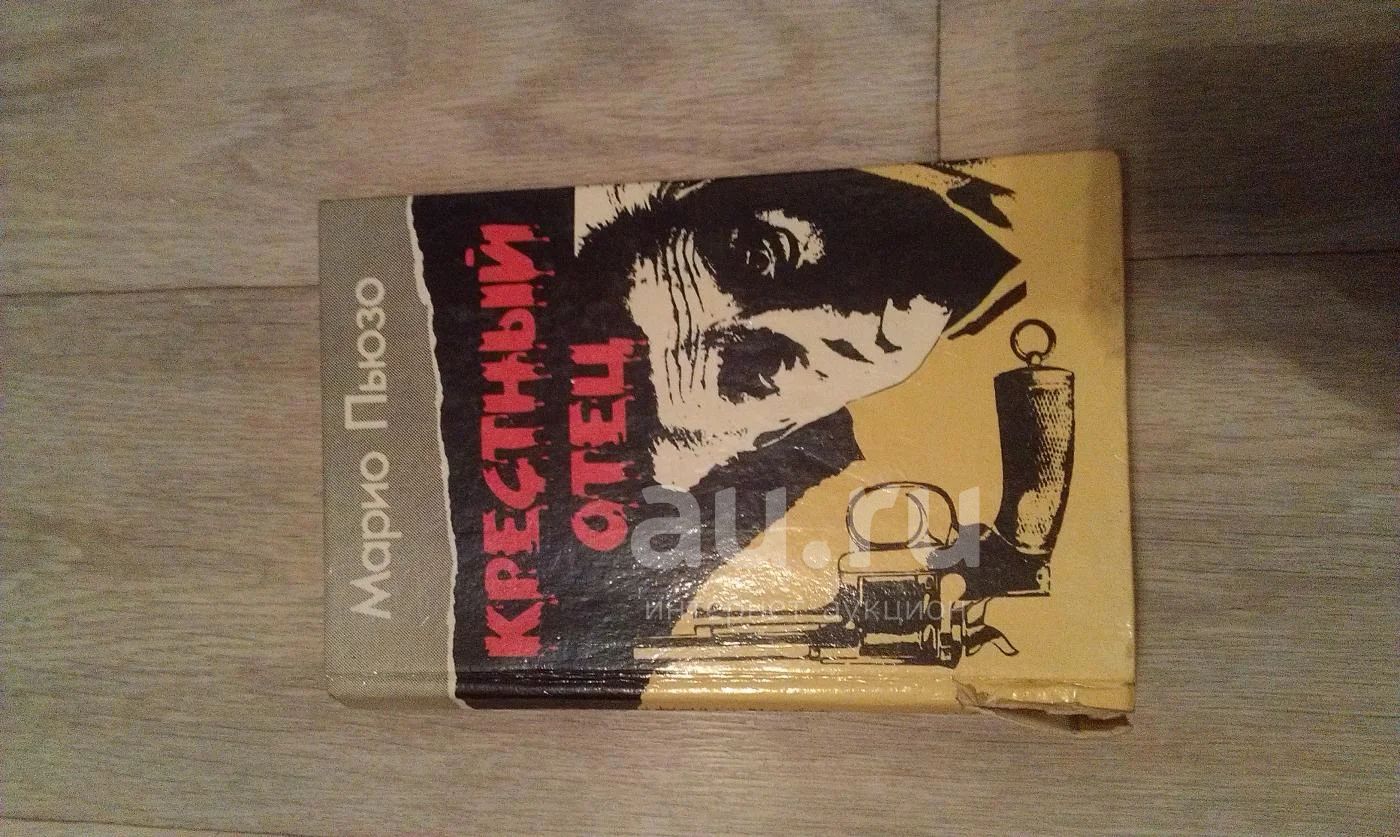 Марио Пьюзо
КРЕСТНЫЙ
ОТЕЦ
au.ru
интернет аукцион